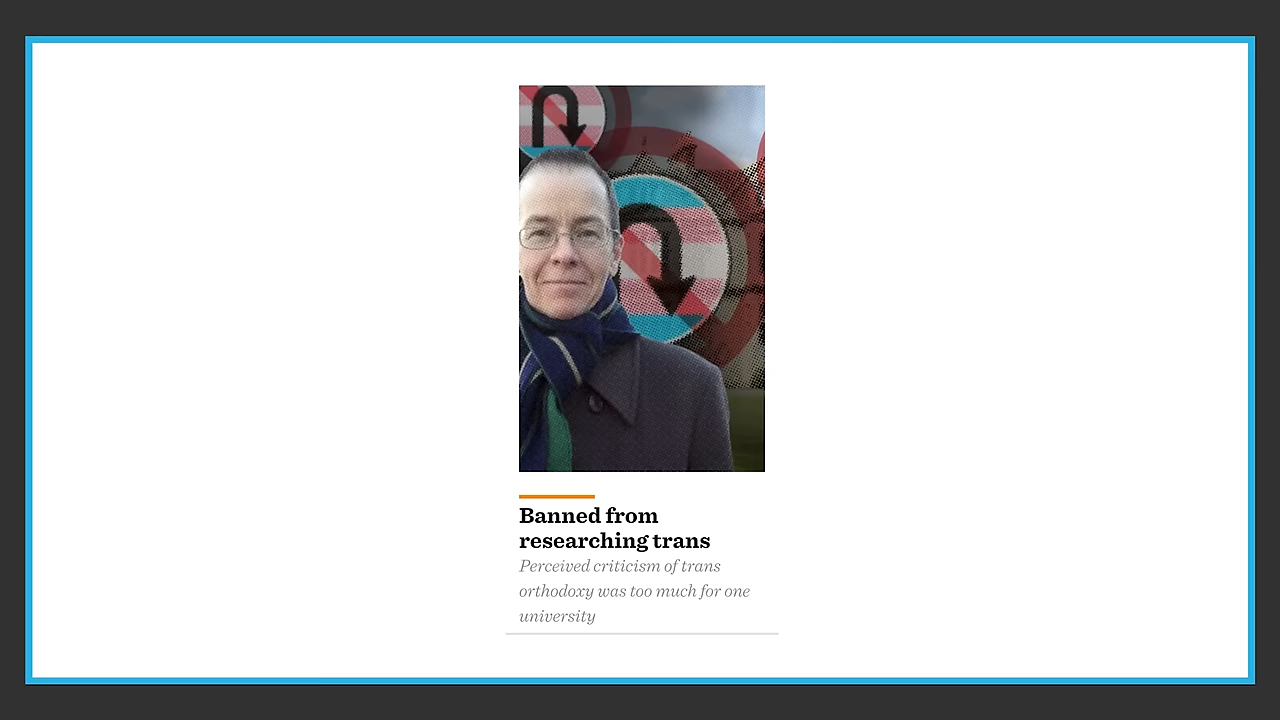 Banned from
researching trans
Perceived criticism of trans
orthodoxy was too much for one
university